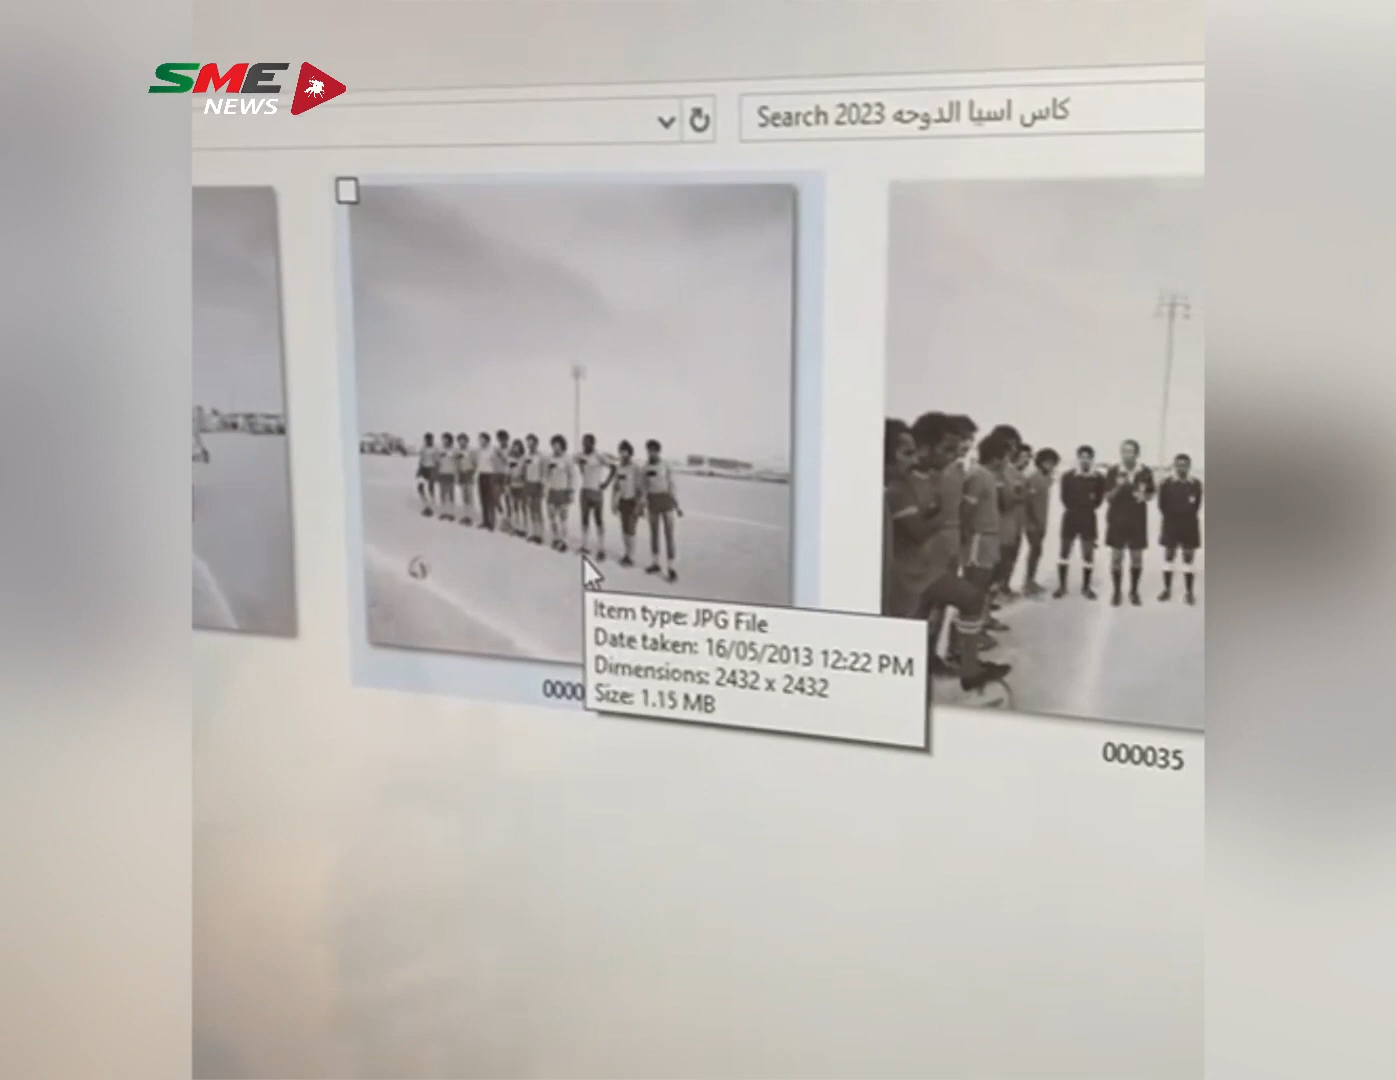 SME
NEWS
Search 2023 كاس اسيا الدوحه
Item type: JPG File
Date taken: 16/05/2013 12:22 PM
Dimensions: 2432 x 2432
Size: 1.15 MB
0000
000035